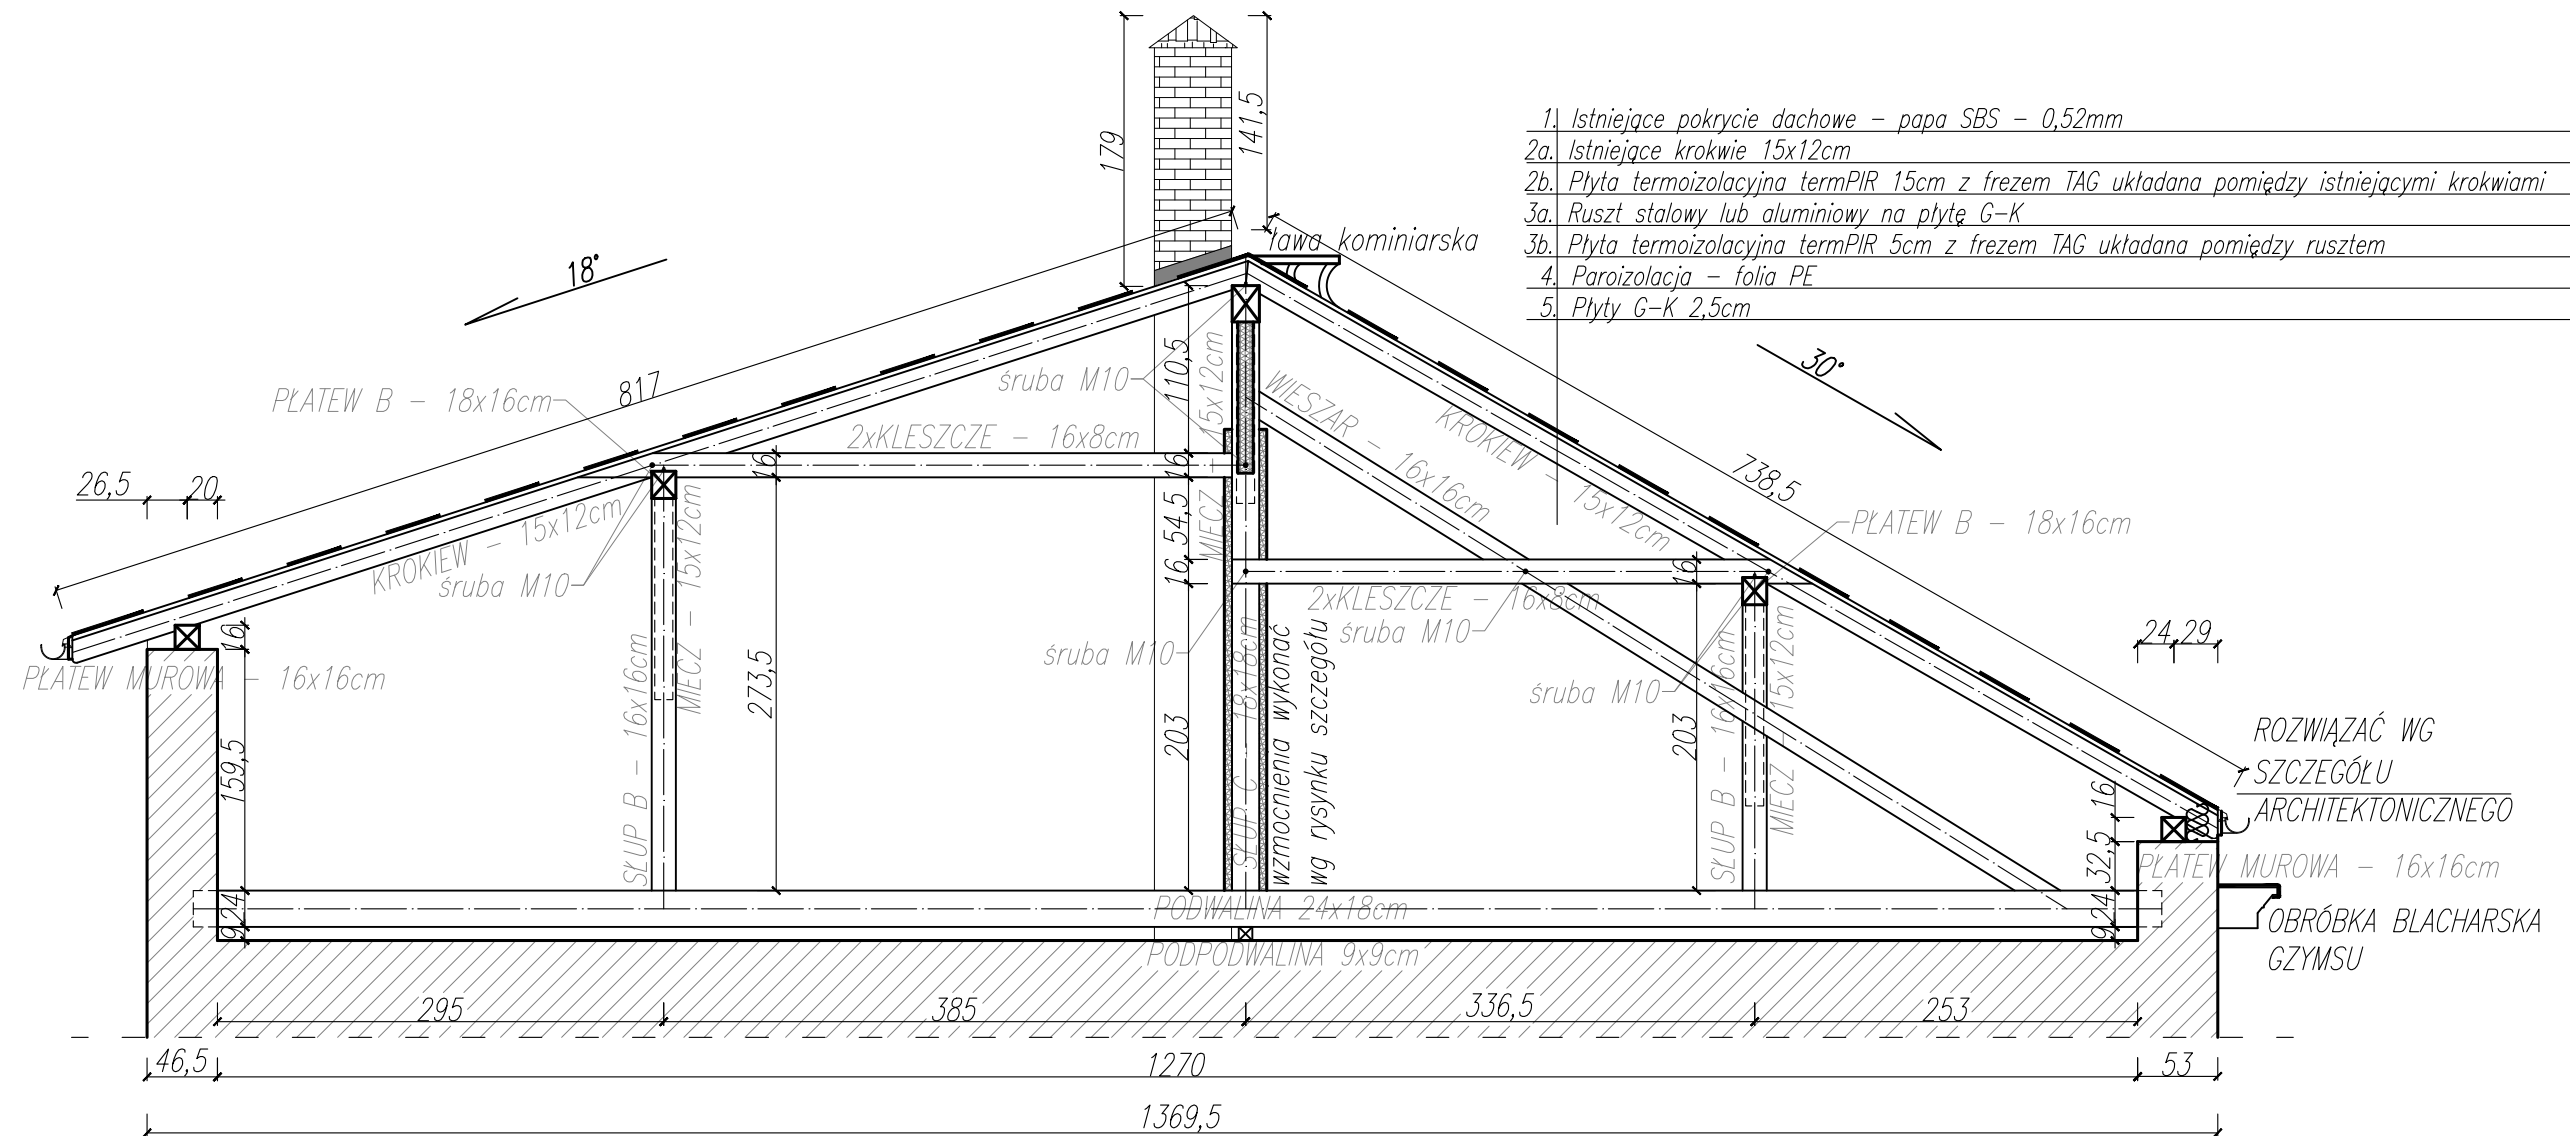 179
141,5
1. Istniejące pokrycie dachowe – papa SBS – 0,52mm
2a. Istniejące krokwie 15x12cm
2b. Płyta termoizolacyjna termPIR 15cm z frezem TAG układana pomiędzy istniejącymi krokwiami
3a. Ruszt stalowy lub aluminiowy na płytę G–K
3b. Płyta termoizolacyjna termPIR 5cm z frezem TAG układana pomiędzy rusztem
4. Paroizolacja – folia PE
5. Płyty G–K 2,5cm
ława kominiarska
18°
30°
817
738,5
PŁATEW B – 18x16cm
śruba M10
110,5
15x12cm
MIECZ –
2xKLESZCZE – 16x8cm
16
16
54,5
16
203
WIESZAR – 16x16cm
KROKIEW – 15x12cm
26,5
20
KROKIEW – 15x12cm
śruba M10
PŁATEW B – 18x16cm
16
2xKLESZCZE – 16x8cm
śruba M10
śruba M10
śruba M10
16
159,5
24
9
PŁATEW MUROWA – 16x16cm
SŁUP B – 16x16cm
MIECZ – 15x12cm
273,5
SŁUP C – 18x18cm
wzmocnienia wykonać
wg rysynku szczegółu
203
SŁUP B – 16x16cm
MIECZ – 15x12cm
24
29
ROZWIĄZAĆ WG
SZCZEGÓŁU
ARCHITEKTONICZNEGO
16
32,5
24
9
PŁATEW MUROWA – 16x16cm
OBRÓBKA BLACHARSKA
GZYMSU
PODWALINA 24x18cm
PODPODWALINA 9x9cm
295
385
336,5
253
46,5
1270
53
1369,5